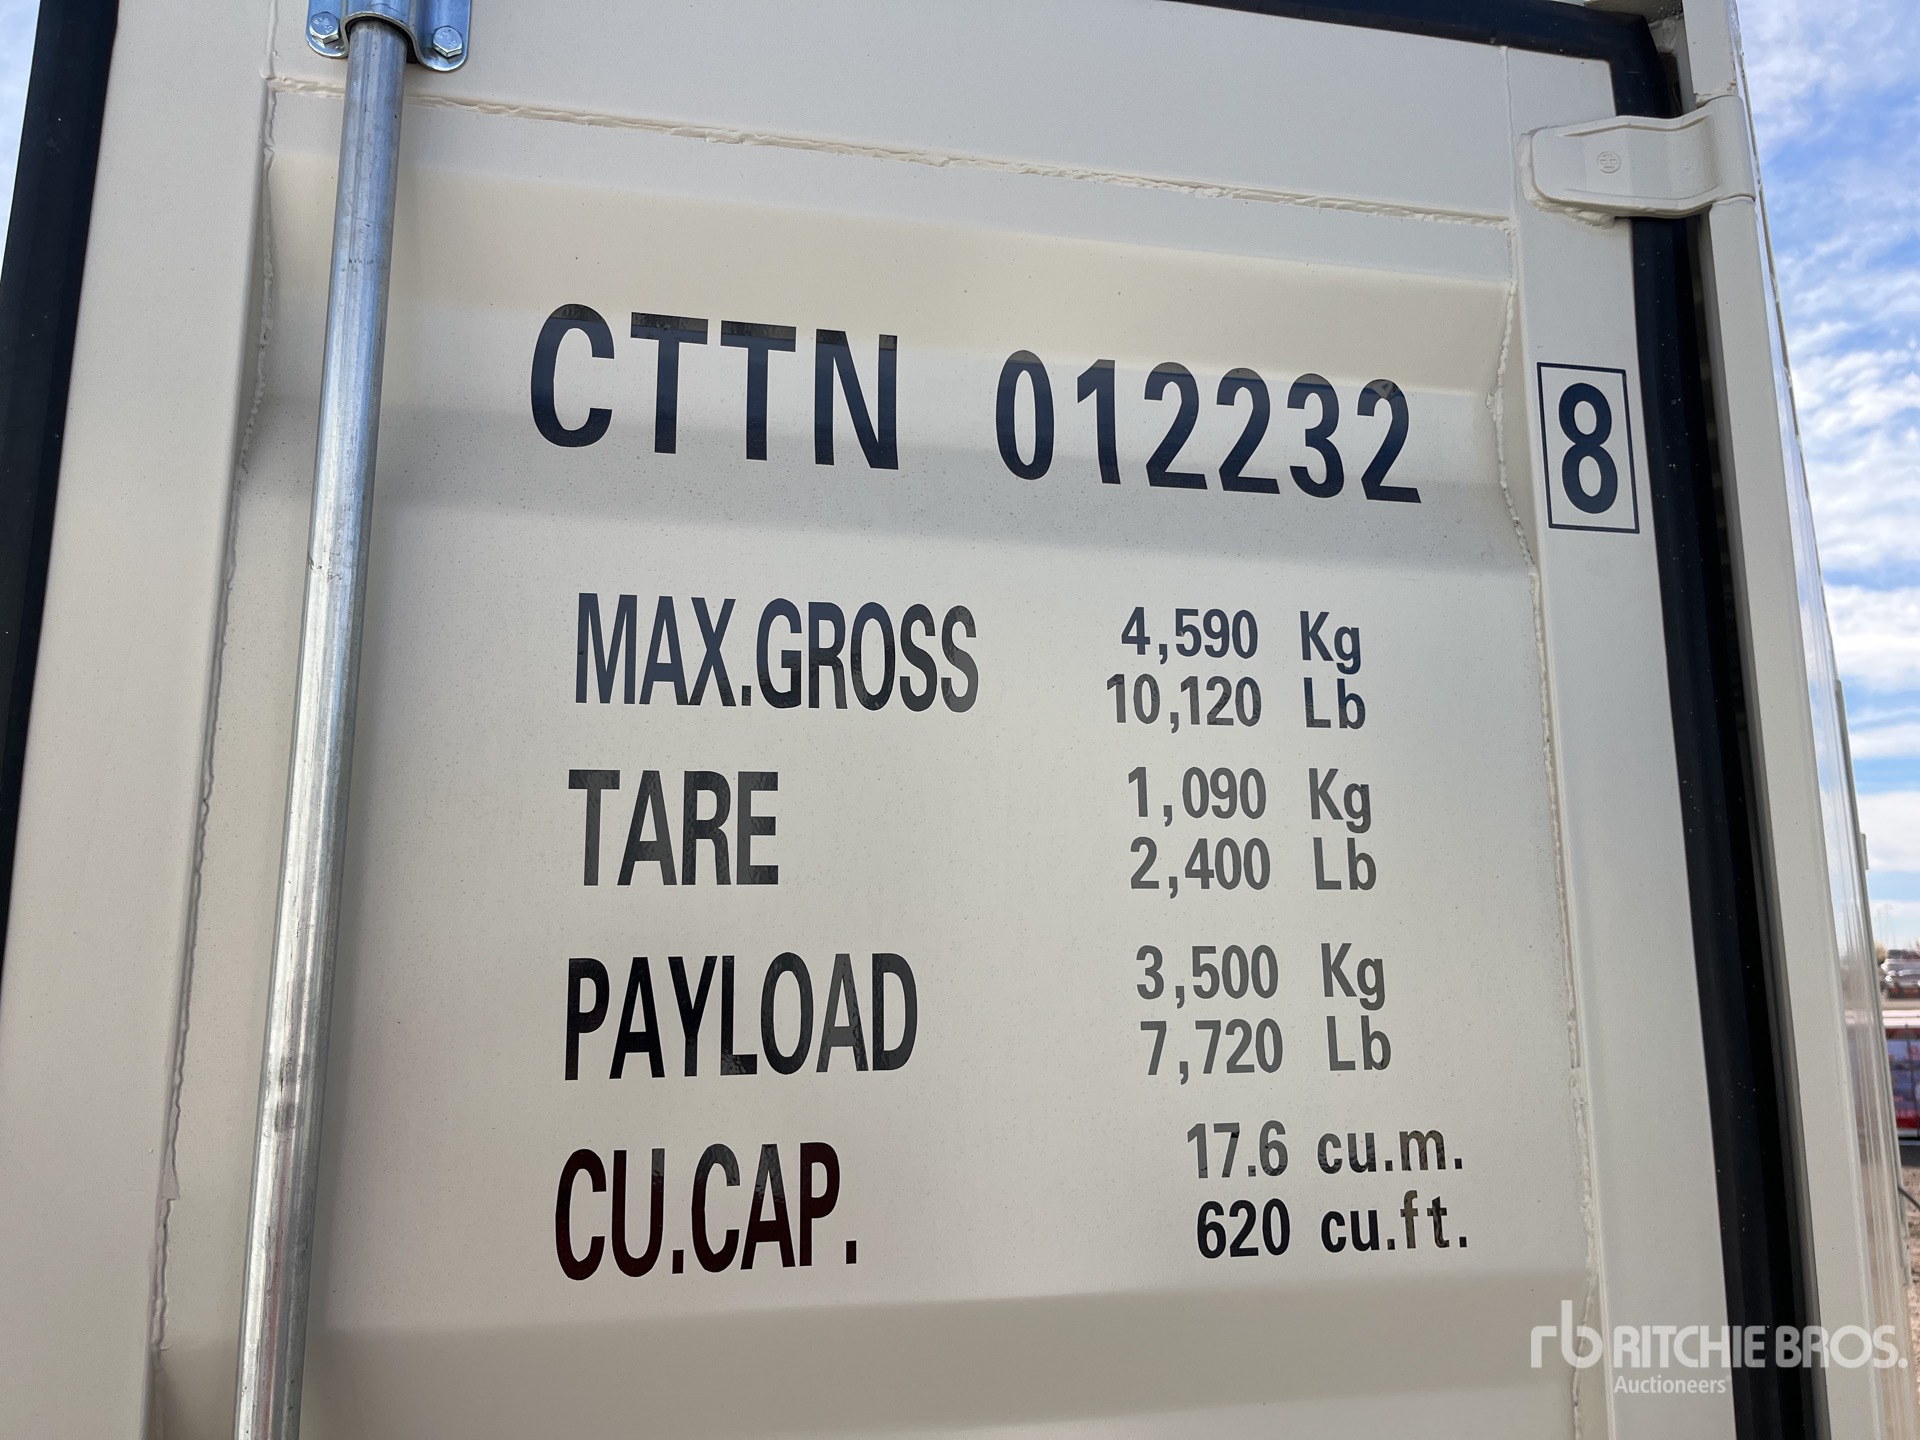 CTTN 012232 8
MAX.GROSS 4,590 Kg
10,120 Lb
TARE 1,090 Kg
2,400 Lb
PAYLOAD 3,500 Kg
7,720 Lb
CU.CAP. 17.6 cu.m.
620 cu.ft.
rb RITCHIE BROS.
Auctioneers